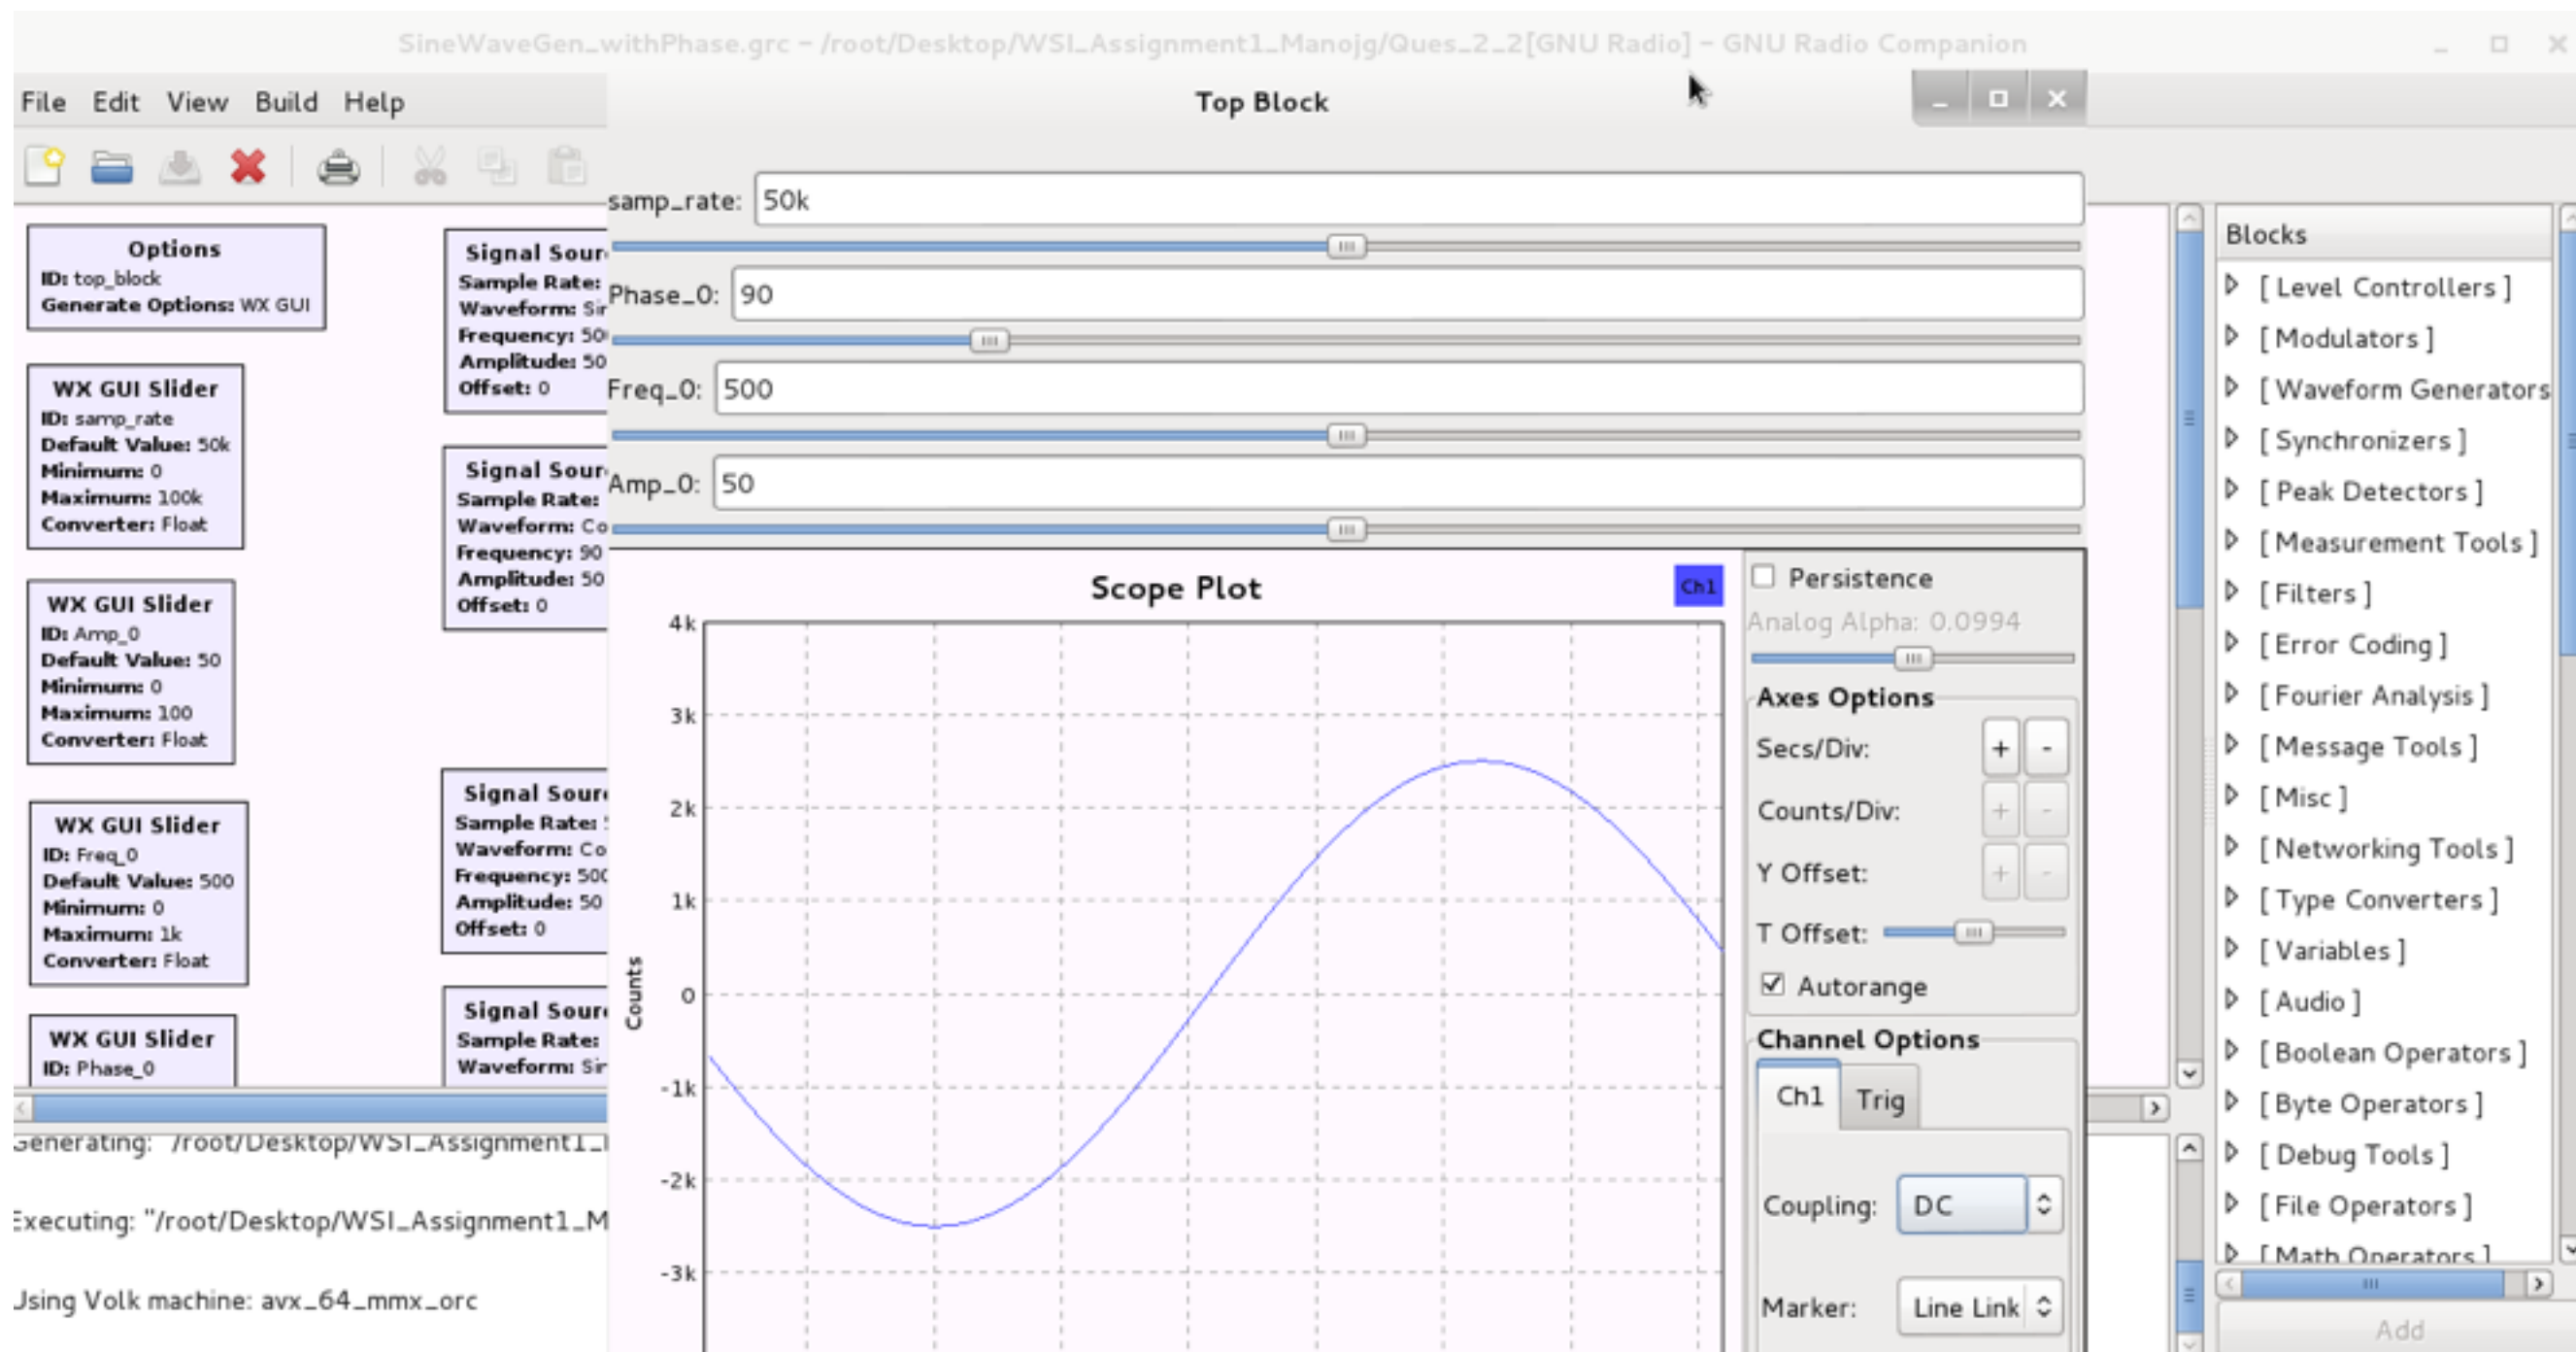 SineWaveGen_withPhase.grc - /root/Desktop/WSI_Assignment1_Manojg/Ques_2_2[GNU Radio] - GNU Radio Companion
File Edit View Build Help
Top Block
samp_rate: 50k
Phase_0: 90
Freq_0: 500
Amp_0: 50
Options
ID: top_block
Generate Options: WX GUI
WX GUI Slider
ID: samp_rate
Default Value: 50k
Minimum: 0
Maximum: 100k
Converter: Float
WX GUI Slider
ID: Amp_0
Default Value: 50
Minimum: 0
Maximum: 100
Converter: Float
WX GUI Slider
ID: Freq_0
Default Value: 500
Minimum: 0
Maximum: 1k
Converter: Float
WX GUI Slider
ID: Phase_0
Signal Sour
Sample Rate:
Waveform: Sir
Frequency: 50
Amplitude: 50
Offset: 0
Signal Sour
Sample Rate:
Waveform: Co
Frequency: 90
Amplitude: 50
Offset: 0
Signal Sour
Sample Rate:
Waveform: Co
Frequency: 500
Amplitude: 50
Offset: 0
Signal Sour
Sample Rate:
Waveform: Sir
Scope Plot
Ch1
4k
3k
2k
1k
0
-1k
-2k
-3k
Counts
Persistence
Analog Alpha: 0.0994
Axes Options
Secs/Div: + -
Counts/Div: + -
Y Offset: + -
T Offset:
Autorange
Channel Options
Ch1 Trig
Coupling: DC
Marker: Line Link
Blocks
[ Level Controllers ]
[ Modulators ]
[ Waveform Generators
[ Synchronizers ]
[ Peak Detectors ]
[ Measurement Tools ]
[ Filters ]
[ Error Coding ]
[ Fourier Analysis ]
[ Message Tools ]
[ Misc ]
[ Networking Tools ]
[ Type Converters ]
[ Variables ]
[ Audio ]
[ Boolean Operators ]
[ Byte Operators ]
[ Debug Tools ]
[ File Operators ]
[ Math Operators ]
Add
Generating: "/root/Desktop/WSI_Assignment1_
Executing: "/root/Desktop/WSI_Assignment1_M
Using Volk machine: avx_64_mmx_orc